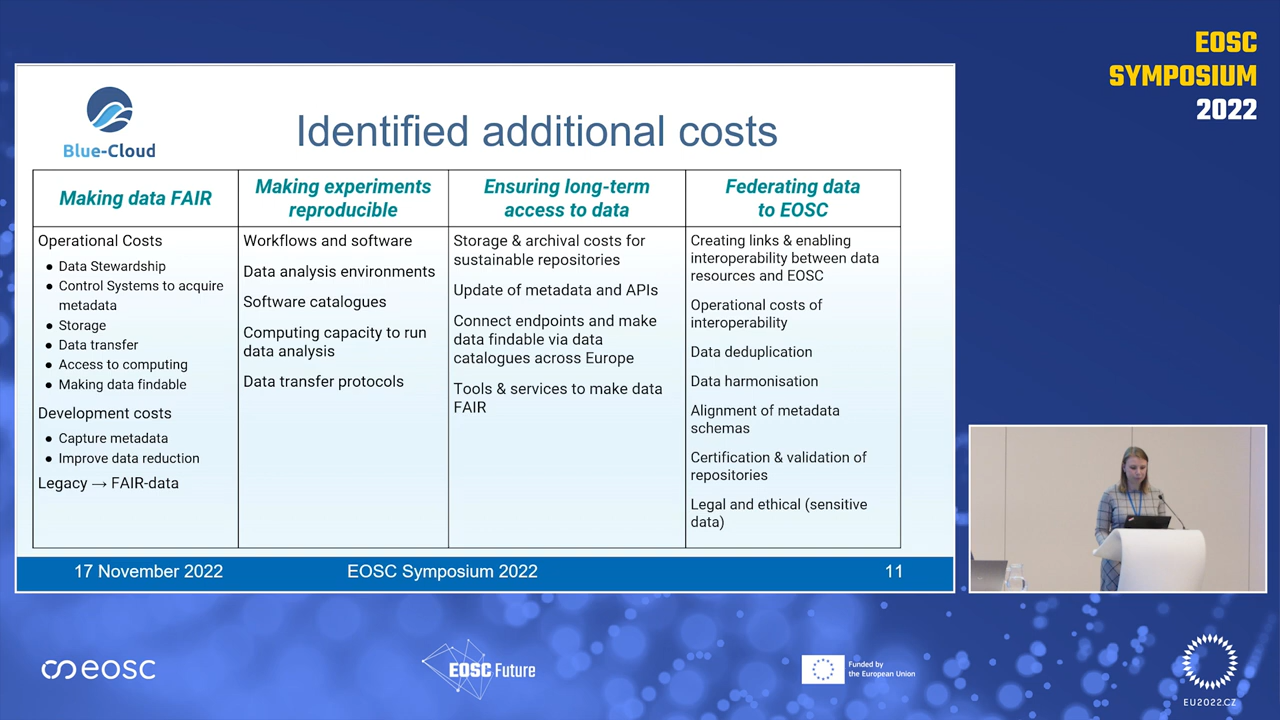 EOSC
SYMPOSIUM
2022
Blue-Cloud
Identified additional costs
Making data FAIR
Operational Costs
● Data Stewardship
● Control Systems to acquire
metadata
● Storage
● Data transfer
● Access to computing
● Making data findable
Development costs
● Capture metadata
● Improve data reduction
Legacy → FAIR-data
Making experiments
reproducible
Workflows and software
Data analysis environments
Software catalogues
Computing capacity to run
data analysis
Data transfer protocols
Ensuring long-term
access to data
Storage & archival costs for
sustainable repositories
Update of metadata and APIs
Connect endpoints and make
data findable via data
catalogues across Europe
Tools & services to make data
FAIR
Federating data
to EOSC
Creating links & enabling
interoperability between data
resources and EOSC
Operational costs of
interoperability
Data deduplication
Data harmonisation
Alignment of metadata
schemas
Certification & validation of
repositories
Legal and ethical (sensitive
data)
17 November 2022
EOSC Symposium 2022
11
eosc
EOSC Future
Funded by
the European Union
EU2022.CZ